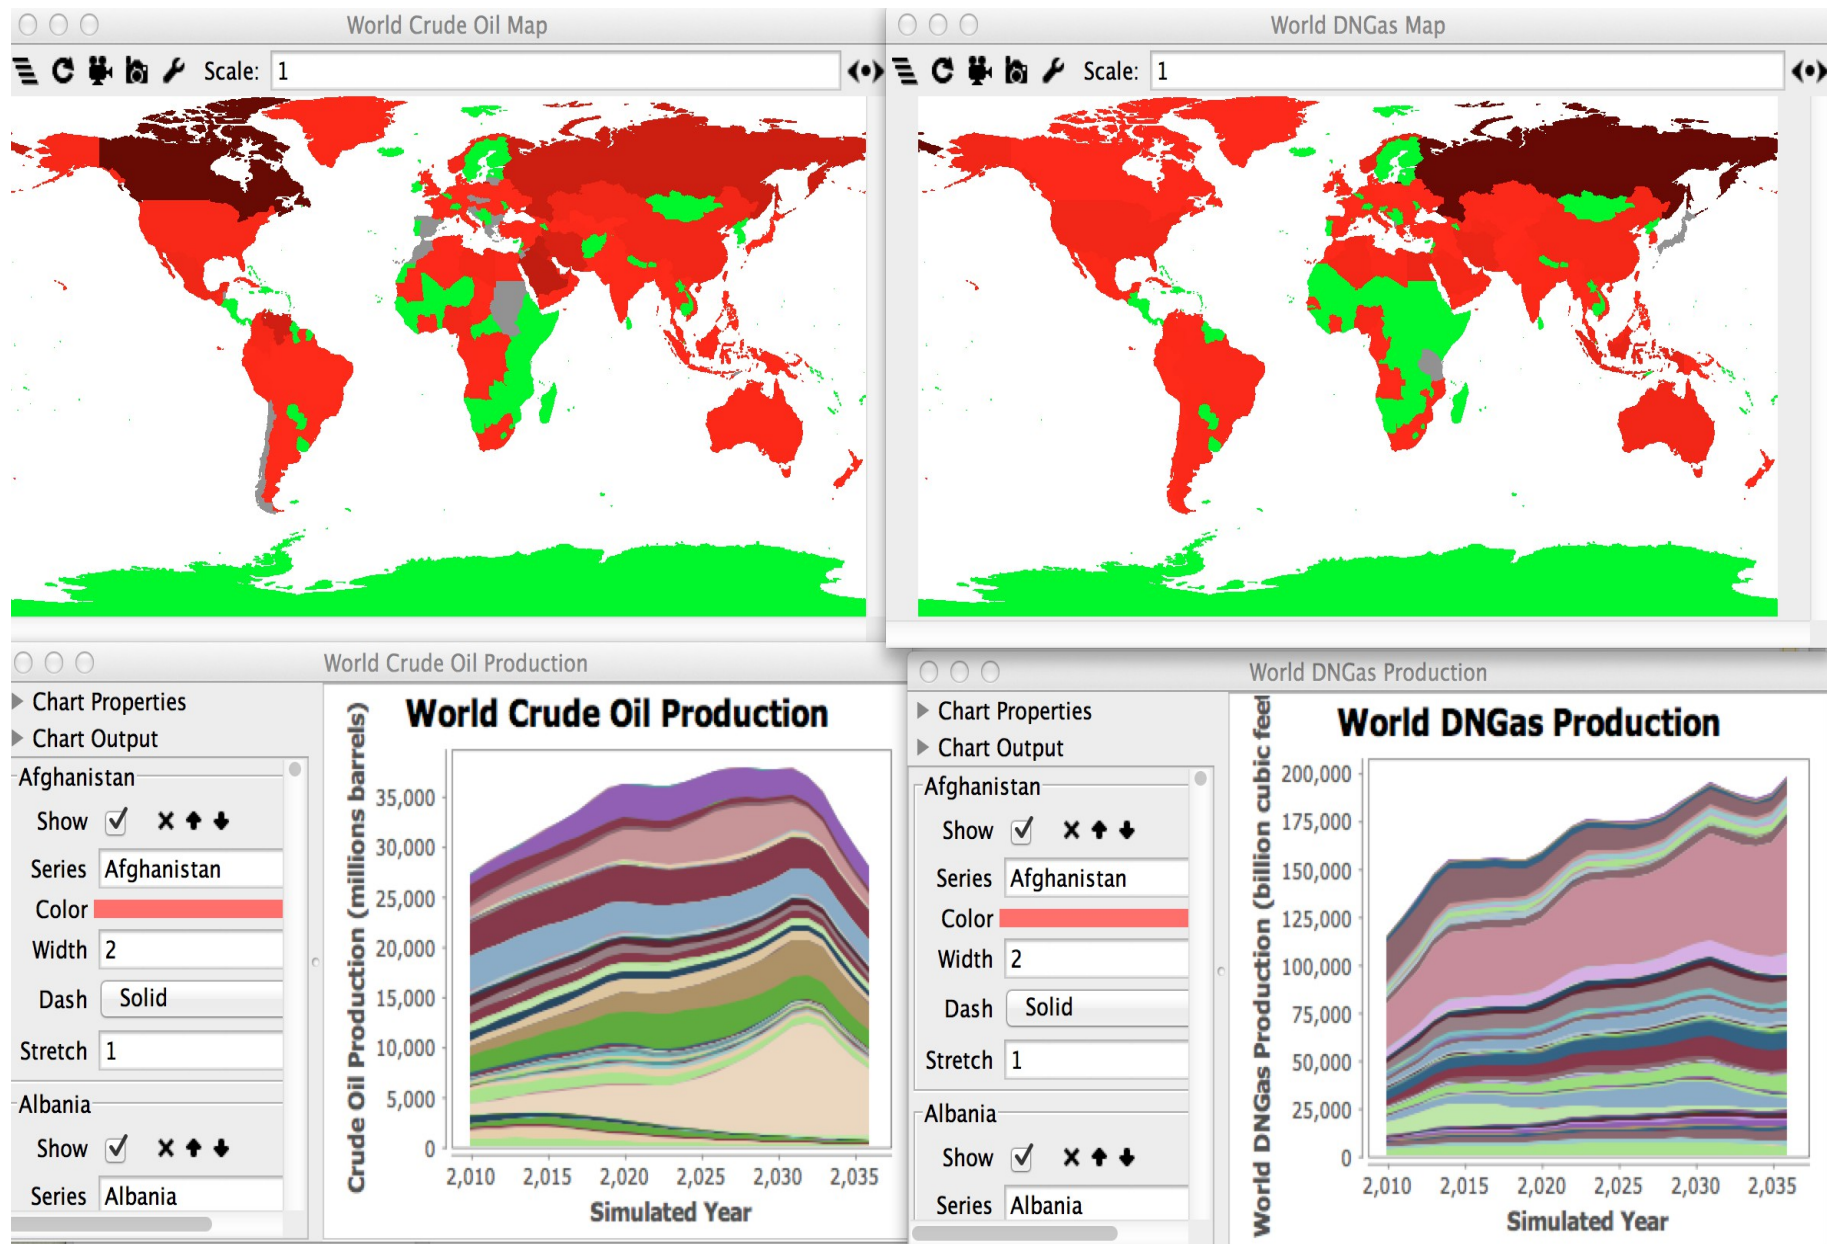 World Crude Oil Map
Scale: 1
World DNGas Map
Scale: 1
World Crude Oil Production
Chart Properties
Chart Output
Afghanistan
Show
Series Afghanistan
Color
Width 2
Dash Solid
Stretch 1
Albania
Show
Series Albania
World Crude Oil Production
Crude Oil Production (millions barrels)
35,000
30,000
25,000
20,000
15,000
10,000
5,000
0
2,010 2,015 2,020 2,025 2,030 2,035
Simulated Year
World DNGas Production
Chart Properties
Chart Output
Afghanistan
Show
Series Afghanistan
Color
Width 2
Dash Solid
Stretch 1
Albania
Show
Series Albania
World DNGas Production
World DNGas Production (billion cubic feet
200,000
175,000
150,000
125,000
100,000
75,000
50,000
25,000
0
2,010 2,015 2,020 2,025 2,030 2,035
Simulated Year